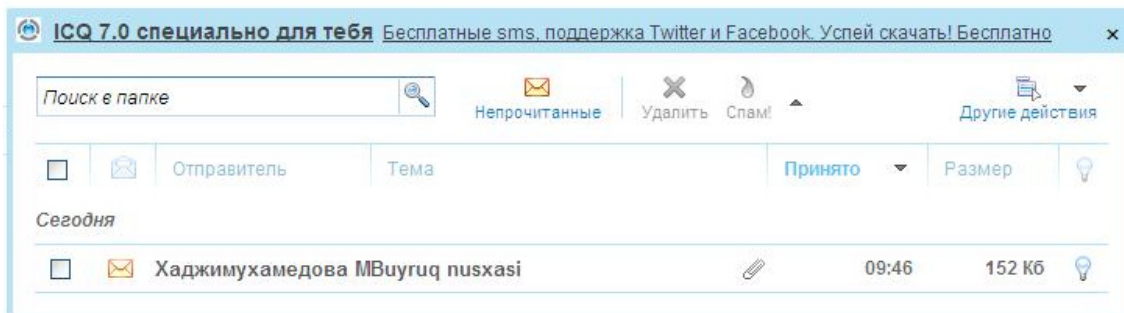 ICQ 7.0 специально для тебя Бесплатные sms, поддержка Twitter и Facebook. Успей скачать! Бесплатно
Поиск в папке
Непрочитанные Удалить Спам! Другие действия
Отправитель Тема Принято Размер
Сегодня
Хаджимухамедова MBuyruq nusxasi 09:46 152 Кб